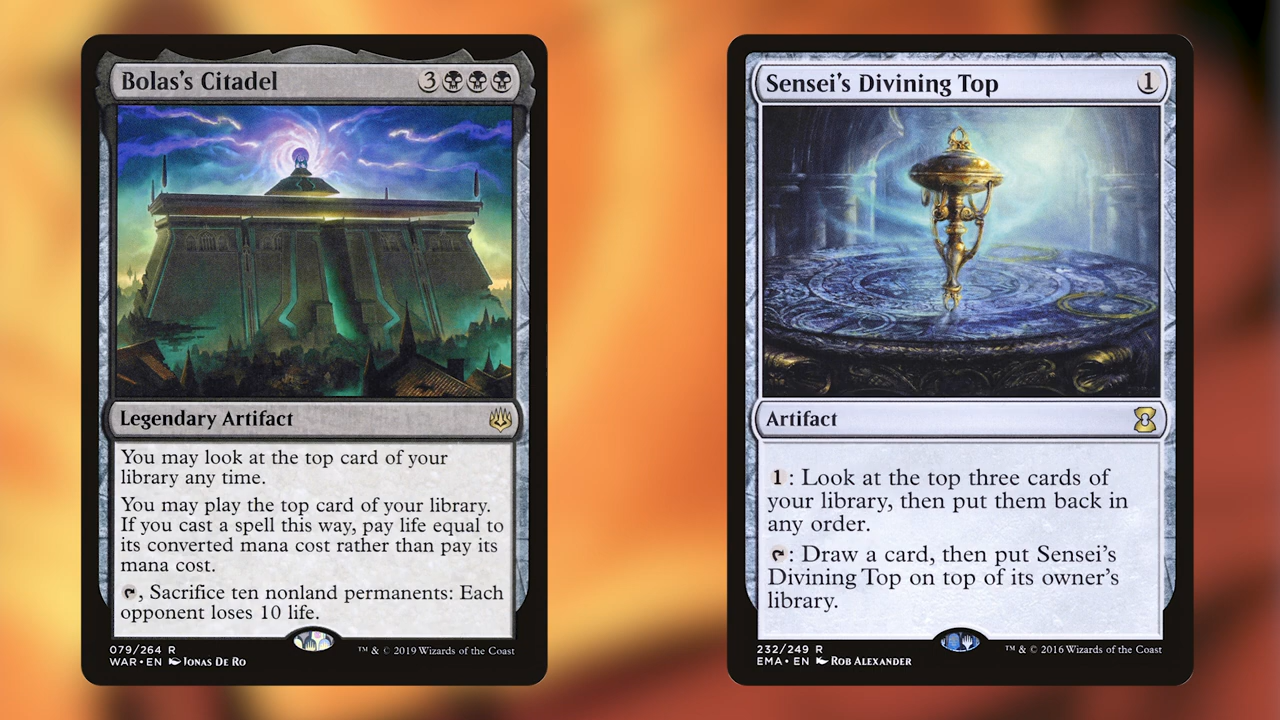 Bolas's Citadel 3
Legendary Artifact
You may look at the top card of your
library any time.
You may play the top card of your library.
If you cast a spell this way, pay life equal to
its converted mana cost rather than pay its
mana cost.
, Sacrifice ten nonland permanents: Each
opponent loses 10 life.
079/264 R
WAR • EN Jonas De Ro
™ & © 2019 Wizards of the Coast
Sensei's Divining Top 1
Artifact
1: Look at the top three cards of
your library, then put them back in
any order.
: Draw a card, then put Sensei's
Divining Top on top of its owner's
library.
232/249 R
EMA • EN Rob Alexander
™ & © 2016 Wizards of the Coast